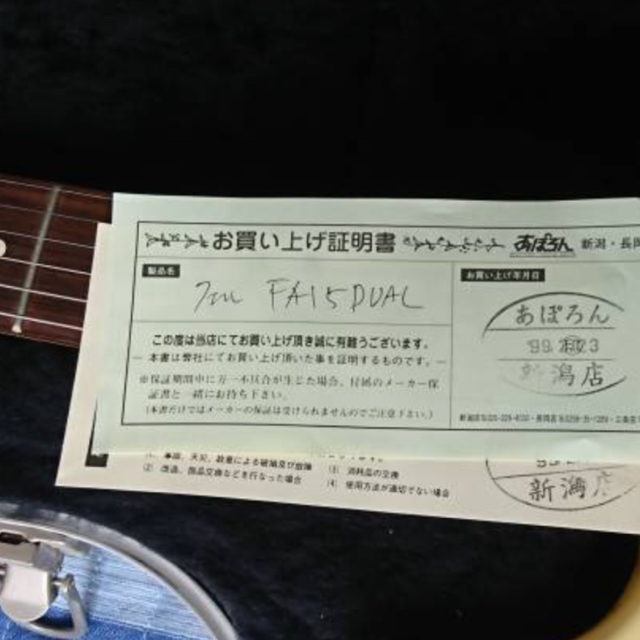 お買い上げ証明書
あぽろん 新潟・長岡
製品名
お買い上げ年月日
フェル FA15DUAL
あぽろん
新潟店
この度は当店にてお買い上げ頂き誠に有難うございます。
本書は弊社にてお買い上げ頂いた事を証明するものです。
※保証期間中に万一不具合が生じた場合、付属のメーカー保
証書と一緒にお持ち下さい。
(本書だけではメーカーの保証は受けられませんのでご注意下さい。)
(2) 改造、部品交換などを行なった場合
(3) 消耗品の交換
(4) 使用方法が適切でない場合
新潟店